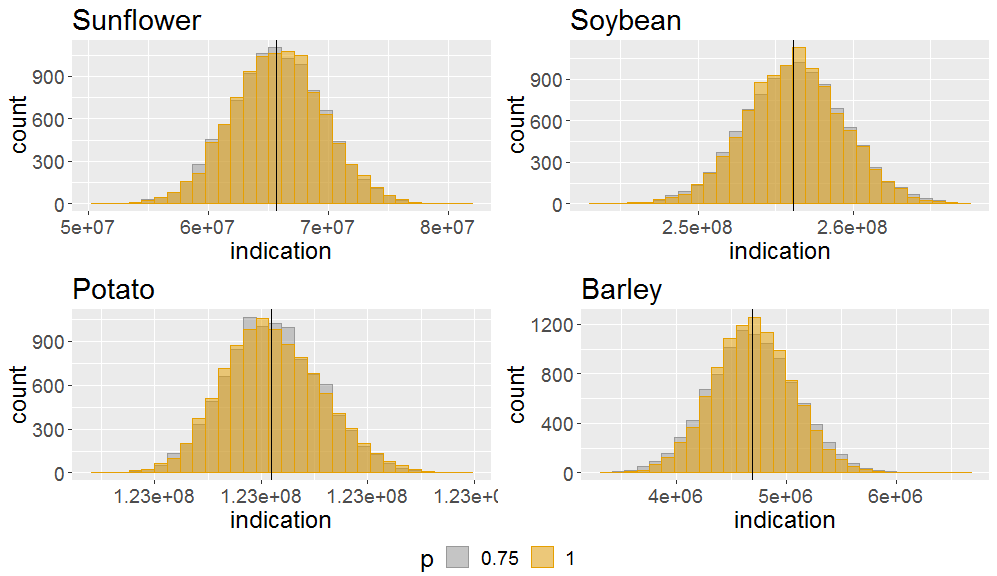 Sunflower
count
900
600
300
0
5e+07
6e+07
7e+07
8e+07
indication
Soybean
count
900
600
300
0
2.5e+08
2.6e+08
indication
Potato
count
900
600
300
0
1.23e+08
1.23e+08
1.23e+08
1.23e+0
indication
Barley
count
1200
800
400
0
4e+06
5e+06
6e+06
indication
p 0.75 1